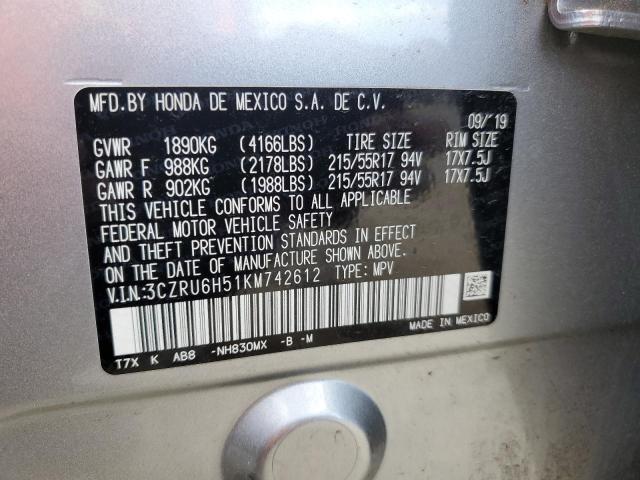 MFD.BY HONDA DE MEXICO S.A. DE C.V.
09/'19
GVWR 1890KG (4166LBS) TIRE SIZE RIM SIZE
GAWR F 988KG (2178LBS) 215/55R17 94V 17X7.5J
GAWR R 902KG (1988LBS) 215/55R17 94V 17X7.5J
THIS VEHICLE CONFORMS TO ALL APPLICABLE
FEDERAL MOTOR VEHICLE SAFETY
AND THEFT PREVENTION STANDARDS IN EFFECT
ON THE DATE OF MANUFACTURE SHOWN ABOVE.
V.I.N.:3CZRU6H51KM742612 TYPE: MPV
T7X K AB8 -NH830MX -B -M
MADE IN MEXICO